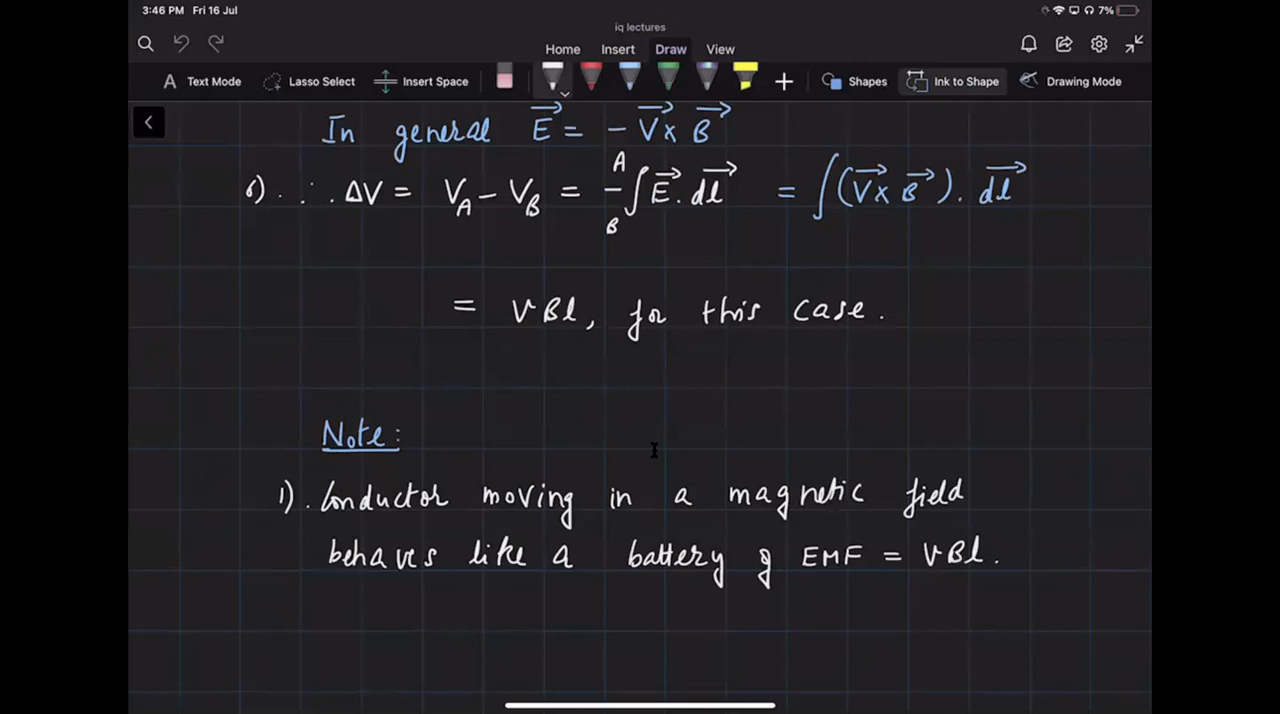 3:46 PM Fri 16 Jul 7%
iq lectures
Home Insert Draw View
Text Mode Lasso Select Insert Space Shapes Ink to Shape Drawing Mode
In general E⃗ = - V⃗ x B⃗
6) . ∴ . ΔV = V_A - V_B = -∫_B^A E⃗ . dl⃗ = ∫(V⃗ x B⃗) . dl⃗
= VBl, for this case.
Note:
1). Conductor moving in a magnetic field
behaves like a battery of EMF = VBl.